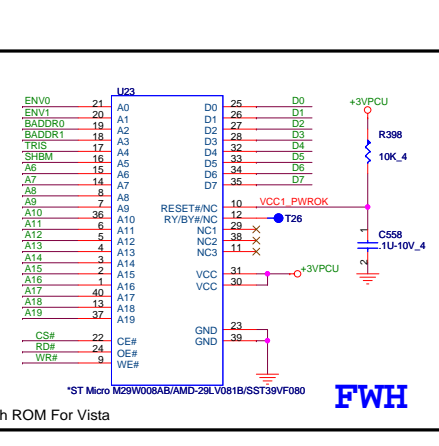 U23
ENV0 21 A0 D0 25 D0
ENV1 20 A1 D1 26 D1
BADDR0 19 A2 D2 27 D2
BADDR1 18 A3 D3 28 D3
TRIS 17 A4 D4 32 D4
SHBM 16 A5 D5 33 D5
A6 15 A6 D6 34 D6
A7 14 A7 D7 35 D7
A8 8 A8
A9 7 A9 RESET#/NC 10 VCC1_PWROK
A10 36 A10 RY/BY#/NC 12 T26
A11 6 A11 NC1 29
A12 5 A12 NC2 38
A13 4 A13 NC3 11
A14 3 A14
A15 2 A15 VCC 31 +3VPCU
A16 1 A16 VCC 30
A17 40 A17
A18 13 A18
A19 37 A19
GND 23
GND 39
CS# 22 CE#
RD# 24 OE#
WR# 9 WE#
+3VPCU
R398
10K_4
1
C558
.1U-10V_4
2
*ST Micro M29W008AB/AMD-29LV081B/SST39VF080
FWH
h ROM For Vista